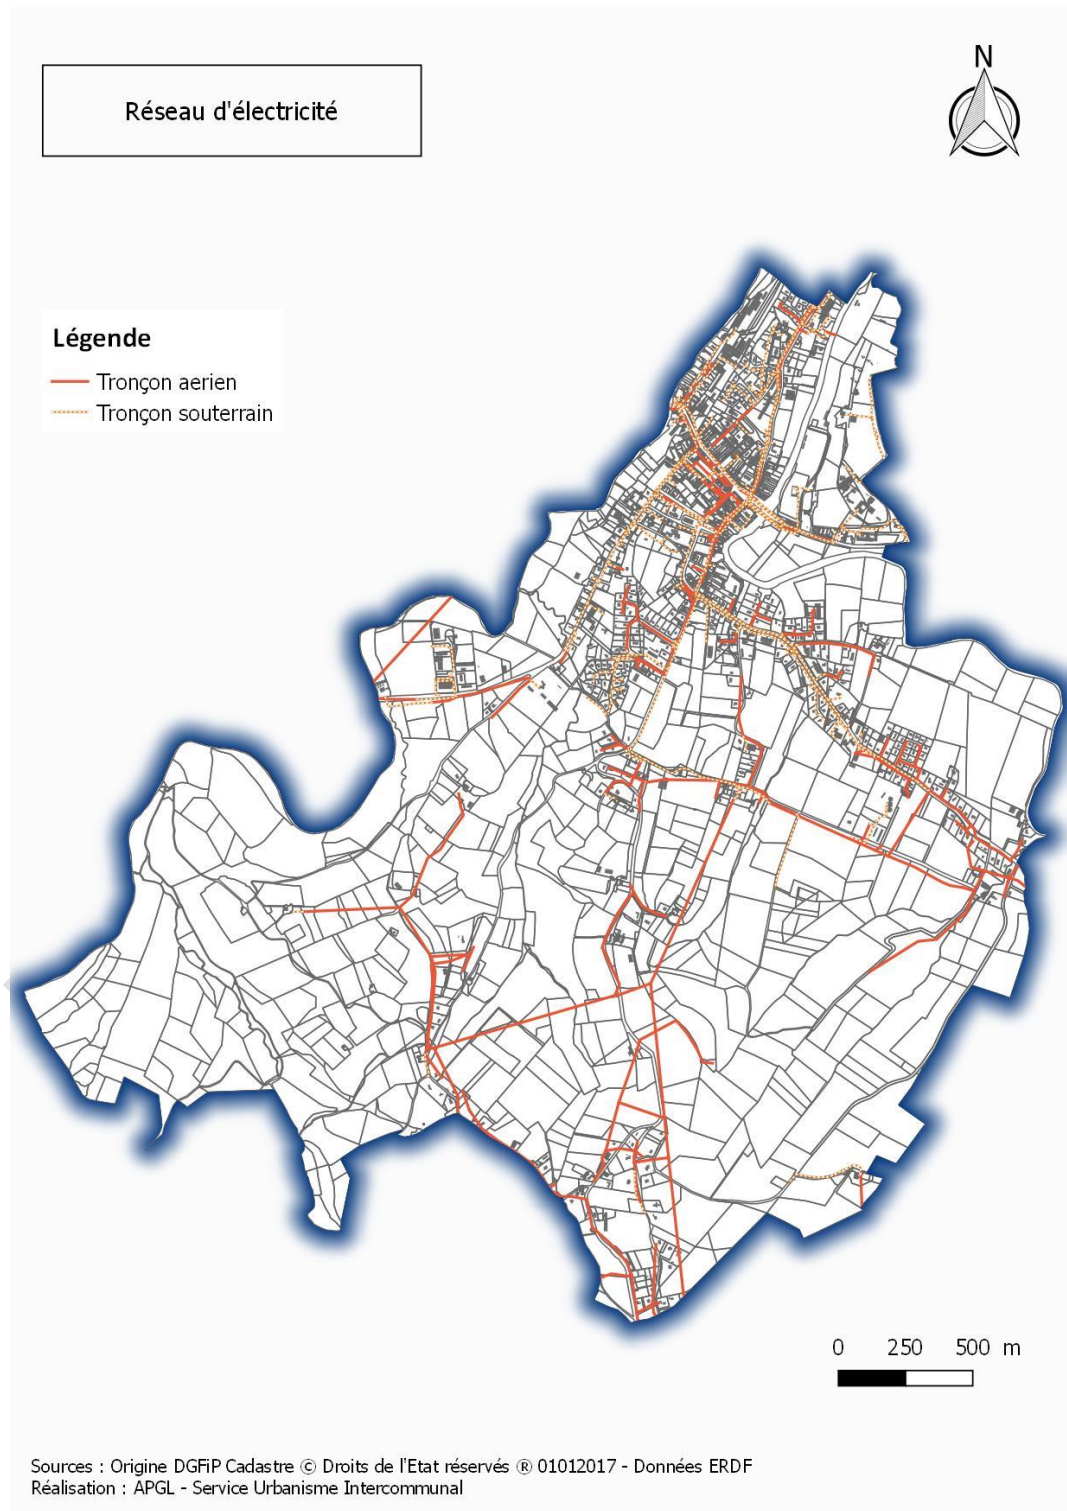 N
Réseau d'électricité
Légende
Tronçon aerien
Tronçon souterrain
0 250 500 m
Sources : Origine DGFiP Cadastre © Droits de l'Etat réservés ® 01012017 - Données ERDF
Réalisation : APGL - Service Urbanisme Intercommunal